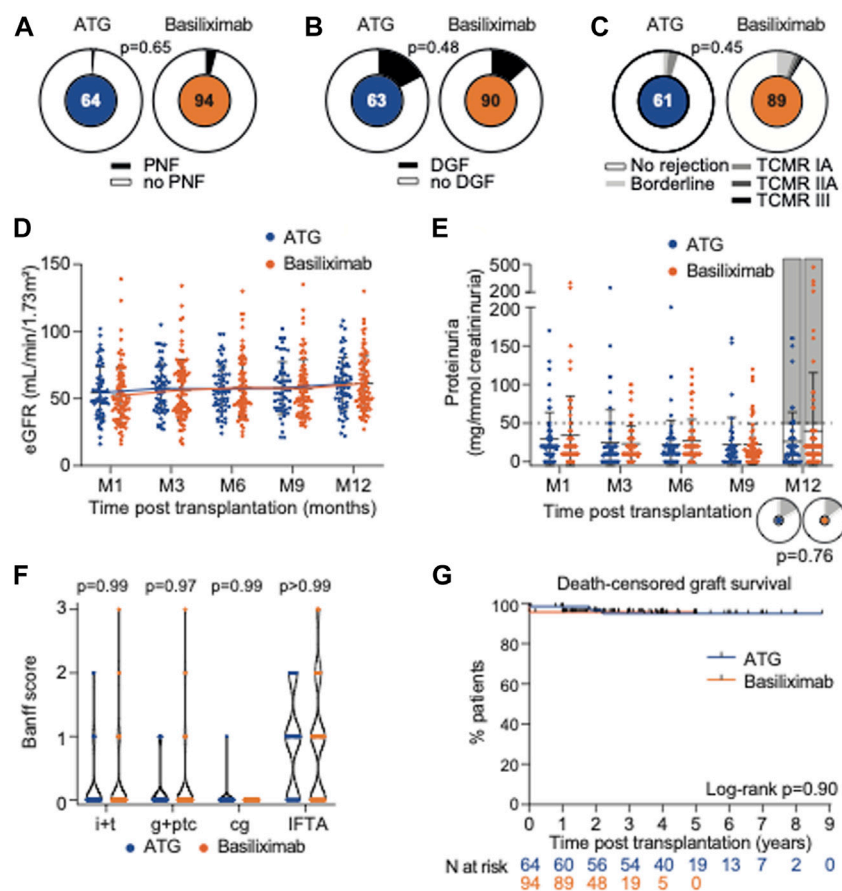 A ATG Basiliximab
p=0.65
64 94
PNF
no PNF
B ATG Basiliximab
p=0.48
63 90
DGF
no DGF
C ATG Basiliximab
p=0.45
61 89
No rejection TCMR IA
Borderline TCMR IIA
TCMR III
D
ATG
Basiliximab
eGFR (mL/min/1.73m²)
150
100
50
0
M1 M3 M6 M9 M12
Time post transplantation (months)
E
ATG
Basiliximab
Proteinuria
(mg/mmol creatininuria)
500
200
200
150
100
50
0
M1 M3 M6 M9 M12
Time post transplantation
p=0.76
F
p=0.99 p=0.97 p=0.99 p>0.99
Banff score
3
2
1
0
i+t g+ptc cg IFTA
ATG Basiliximab
G
Death-censored graft survival
% patients
100
80
60
40
20
0
ATG
Basiliximab
Log-rank p=0.90
0 1 2 3 4 5 6 7 8 9
Time post transplantation (years)
N at risk 64 60 56 54 40 19 13 7 2 0
94 89 48 19 5 0